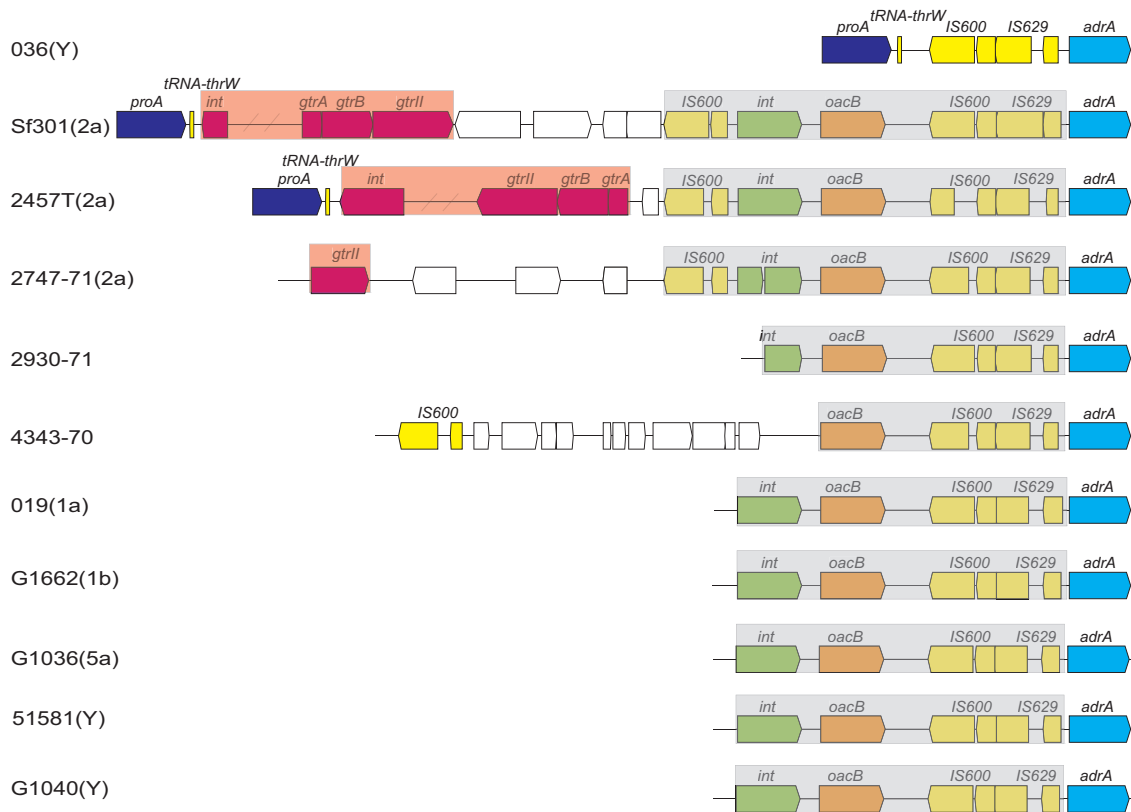 tRNA-thrW
proA IS600 IS629 adrA
036(Y)
tRNA-thrW
proA int gtrA gtrB gtrII IS600 int oacB IS600 IS629 adrA
Sf301(2a)
tRNA-thrW
proA int gtrII gtrB gtrA IS600 int oacB IS600 IS629 adrA
2457T(2a)
gtrII IS600 int oacB IS600 IS629 adrA
2747-71(2a)
int oacB IS600 IS629 adrA
2930-71
IS600 oacB IS600 IS629 adrA
4343-70
int oacB IS600 IS629 adrA
019(1a)
int oacB IS600 IS629 adrA
G1662(1b)
int oacB IS600 IS629 adrA
G1036(5a)
int oacB IS600 IS629 adrA
51581(Y)
int oacB IS600 IS629 adrA
G1040(Y)